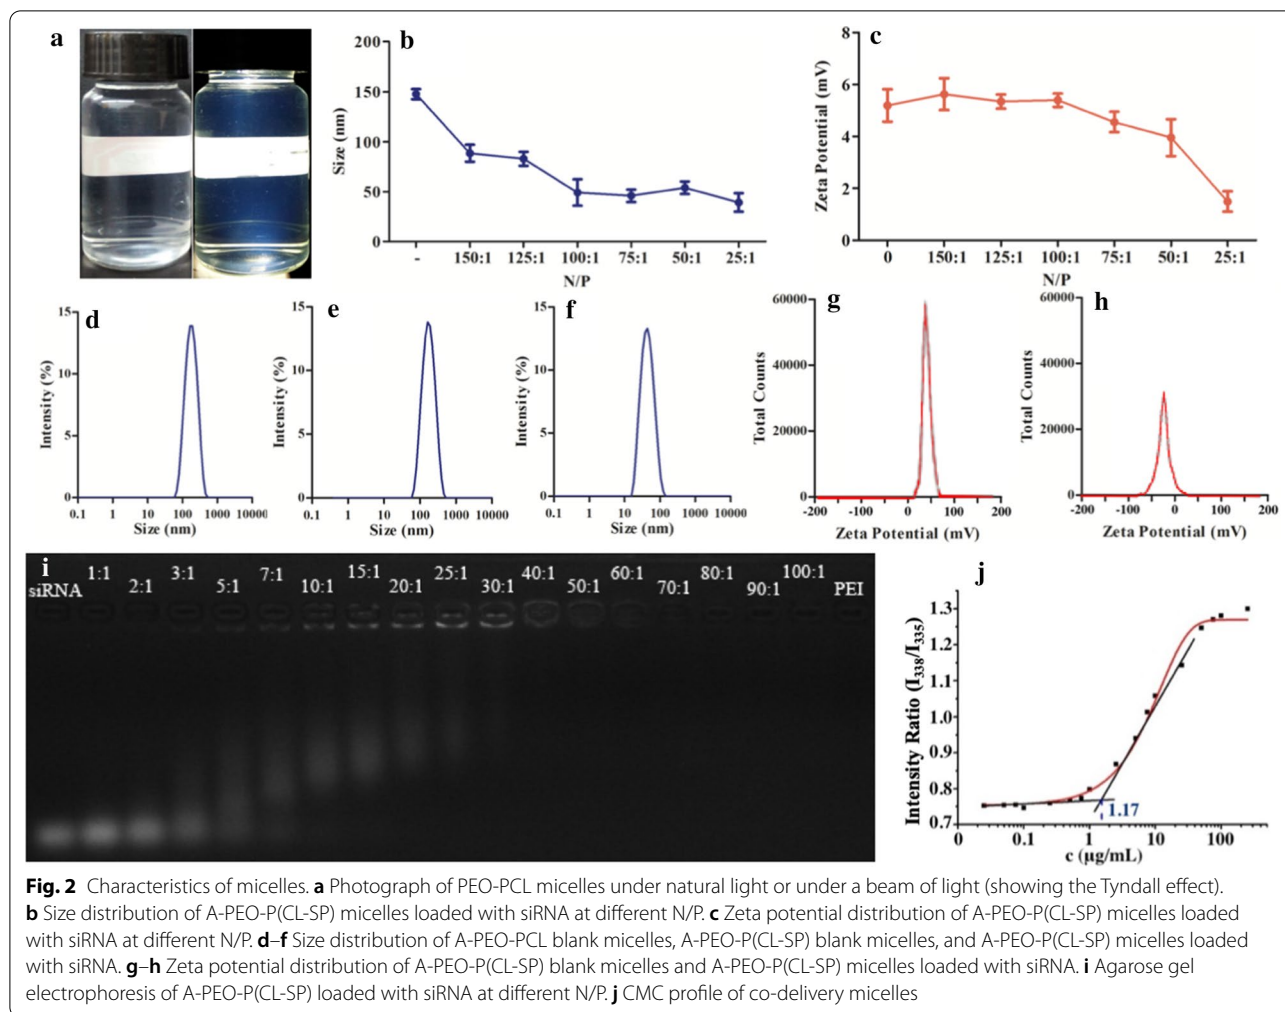 a
b
200
150
100
50
0
Size (nm)
- 150:1 125:1 100:1 75:1 50:1 25:1
N/P
c
8
6
4
2
0
Zeta Potential (mV)
0 150:1 125:1 100:1 75:1 50:1 25:1
N/P
d
15
10
5
0
Intensity (%)
0.1 1 10 100 1000 10000
Size (nm)
e
15
10
5
0
Intensity (%)
0.1 1 10 100 1000 10000
Size (nm)
f
15
10
5
0
Intensity (%)
0.1 1 10 100 1000 10000
Size (nm)
g
60000
40000
20000
0
Total Counts
-200 -100 0 100 200
Zeta Potential (mV)
h
60000
40000
20000
0
Total Counts
-200 -100 0 100 200
Zeta Potential (mV)
i
siRNA 1:1 2:1 3:1 5:1 7:1 10:1 15:1 20:1 25:1 30:1 40:1 50:1 60:1 70:1 80:1 90:1 100:1 PEI
j
1.3
1.2
1.1
1.0
0.9
0.8
0.7
Intensity Ratio (I338/I335)
1.17
0 0.1 1 10 100
c (µg/mL)
Fig. 2 Characteristics of micelles. a Photograph of PEO-PCL micelles under natural light or under a beam of light (showing the Tyndall effect).
b Size distribution of A-PEO-P(CL-SP) micelles loaded with siRNA at different N/P. c Zeta potential distribution of A-PEO-P(CL-SP) micelles loaded
with siRNA at different N/P. d–f Size distribution of A-PEO-PCL blank micelles, A-PEO-P(CL-SP) blank micelles, and A-PEO-P(CL-SP) micelles loaded
with siRNA. g–h Zeta potential distribution of A-PEO-P(CL-SP) blank micelles and A-PEO-P(CL-SP) micelles loaded with siRNA. i Agarose gel
electrophoresis of A-PEO-P(CL-SP) loaded with siRNA at different N/P. j CMC profile of co-delivery micelles